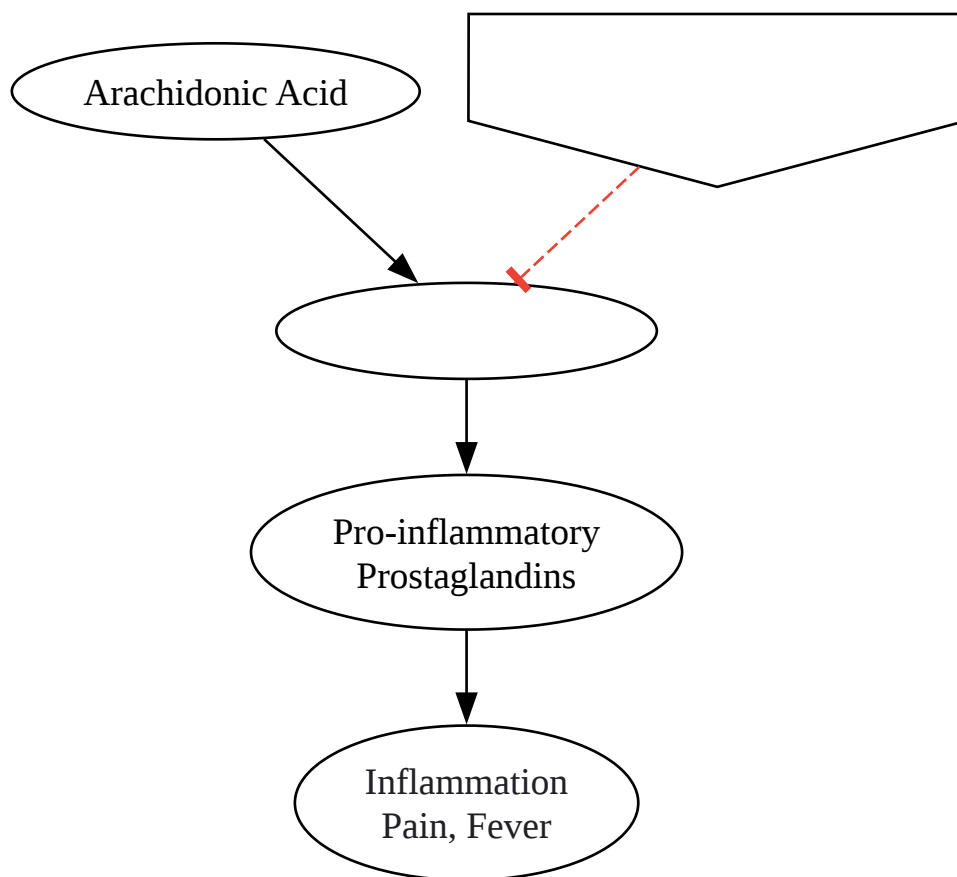 Arachidonic Acid
Pro-inflammatory
Prostaglandins
Inflammation
Pain, Fever